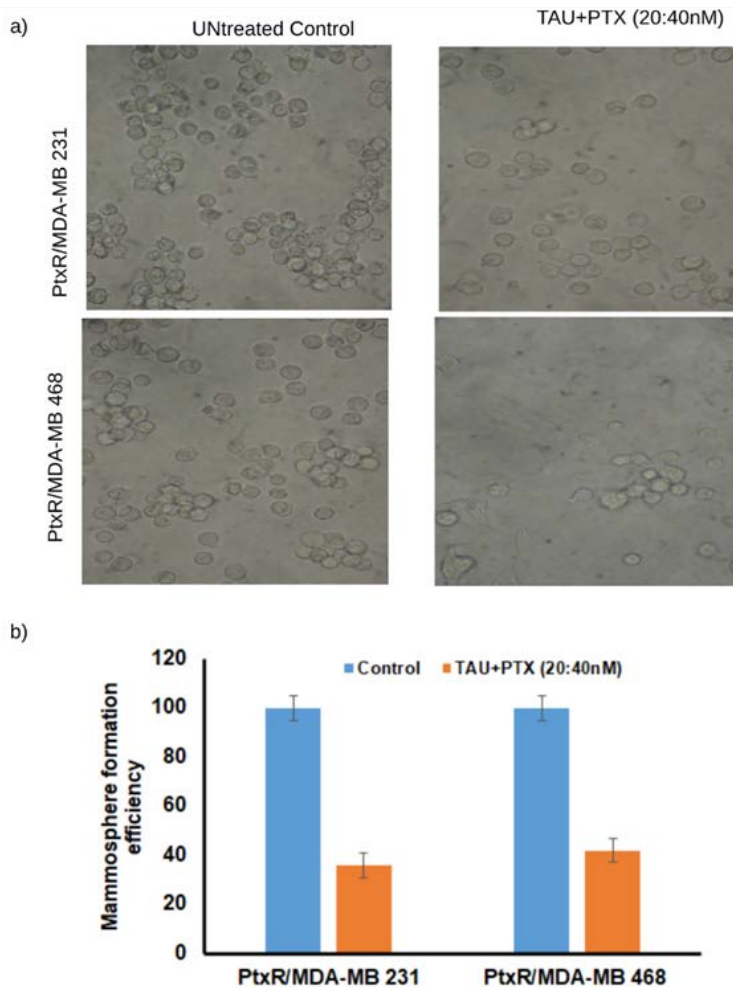 a)
UNtreated Control
TAU+PTX (20:40nM)
PtxR/MDA-MB 231
PtxR/MDA-MB 468
b)
Mammosphere formation
efficiency
120
100
80
60
40
20
0
Control
TAU+PTX (20:40nM)
PtxR/MDA-MB 231
PtxR/MDA-MB 468